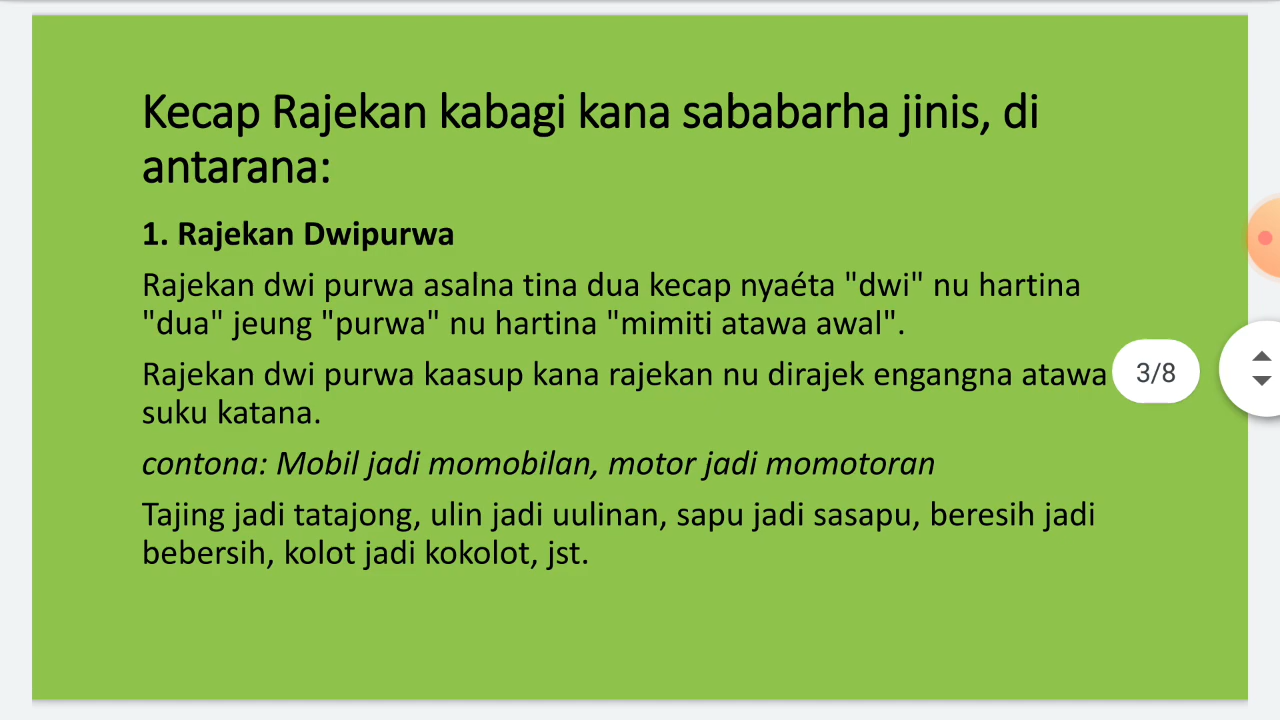 Kecap Rajekan kabagi kana sababarha jinis, di
antarana:
1. Rajekan Dwipurwa
Rajekan dwi purwa asalna tina dua kecap nyaéta "dwi" nu hartina
"dua" jeung "purwa" nu hartina "mimiti atawa awal".
Rajekan dwi purwa kaasup kana rajekan nu dirajek engangna atawa
suku katana.
3/8
contona: Mobil jadi momobilan, motor jadi momotoran
Tajing jadi tatajong, ulin jadi uulinan, sapu jadi sasapu, beresih jadi
bebersih, kolot jadi kokolot, jst.